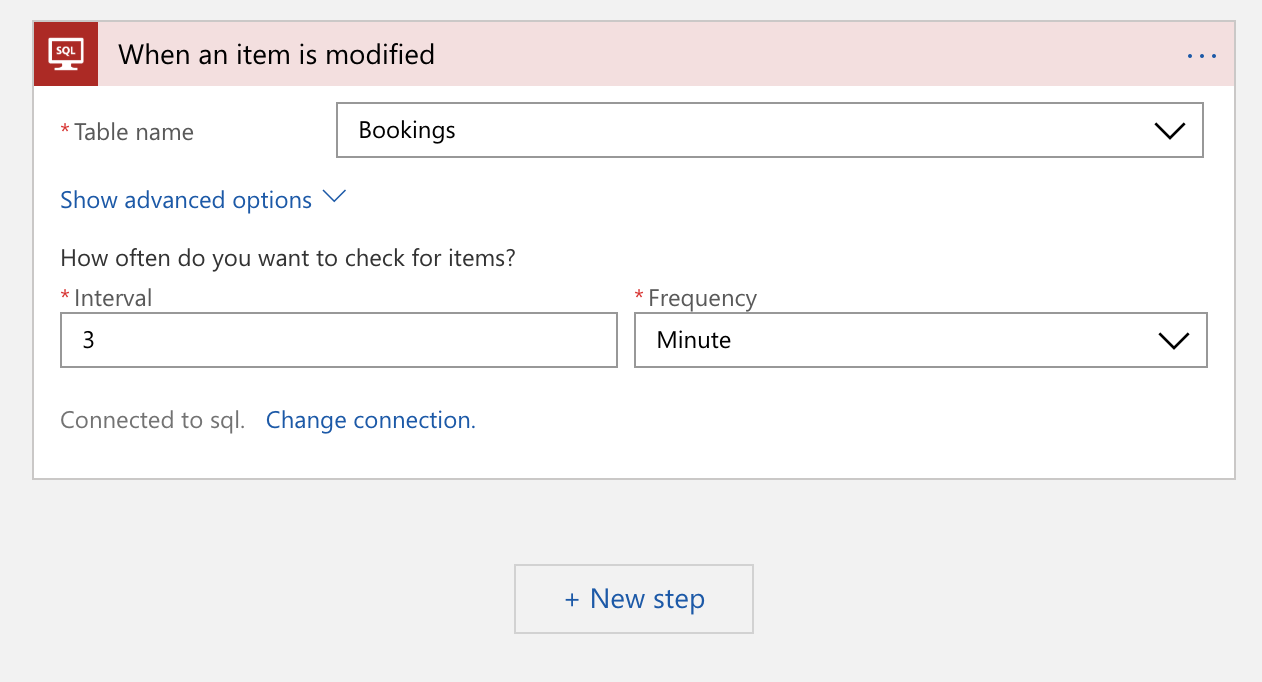 SQL
When an item is modified
...
* Table name
Bookings
Show advanced options
How often do you want to check for items?
* Interval
* Frequency
3
Minute
Connected to sql. Change connection.
+ New step